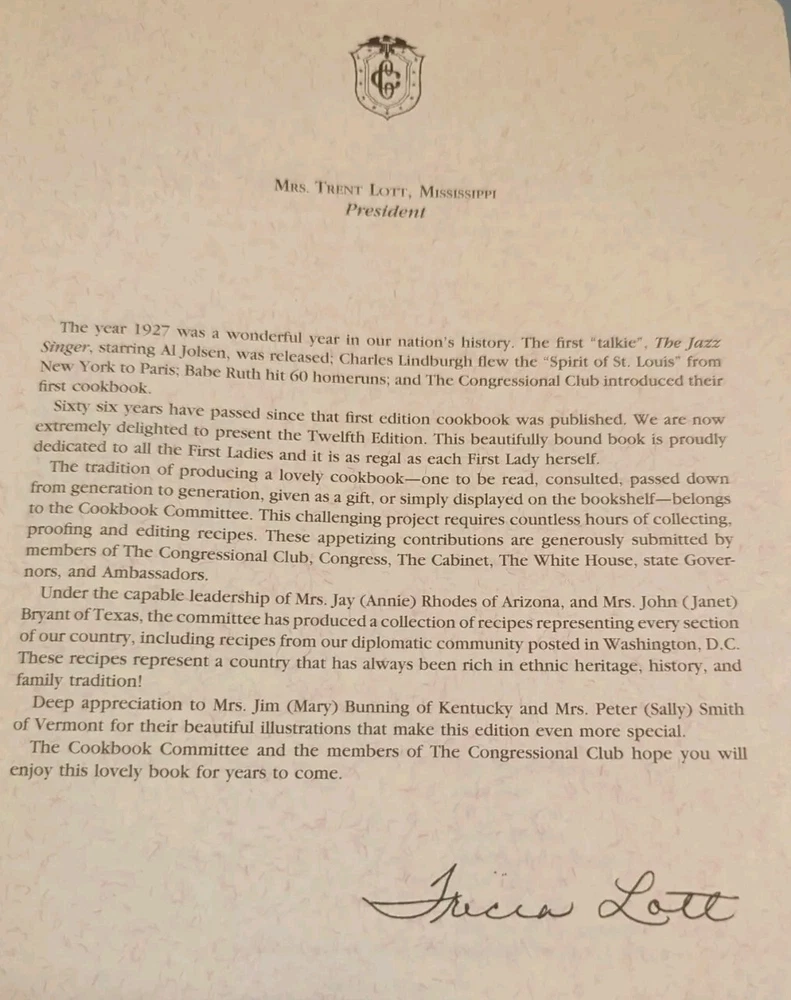 CC
Mrs. Trent Lott, Mississippi
President
The year 1927 was a wonderful year in our nation's history. The first "talkie", The Jazz
Singer, starring Al Jolsen, was released; Charles Lindburgh flew the "Spirit of St. Louis" from
New York to Paris; Babe Ruth hit 60 homeruns; and The Congressional Club introduced their
first cookbook.
Sixty six years have passed since that first edition cookbook was published. We are now
extremely delighted to present the Twelfth Edition. This beautifully bound book is proudly
dedicated to all the First Ladies and it is as regal as each First Lady herself.
The tradition of producing a lovely cookbook—one to be read, consulted, passed down
from generation to generation, given as a gift, or simply displayed on the bookshelf—belongs
to the Cookbook Committee. This challenging project requires countless hours of collecting,
proofing and editing recipes. These appetizing contributions are generously submitted by
members of The Congressional Club, Congress, The Cabinet, The White House, state Gover-
nors, and Ambassadors.
Under the capable leadership of Mrs. Jay (Annie) Rhodes of Arizona, and Mrs. John (Janet)
Bryant of Texas, the committee has produced a collection of recipes representing every section
of our country, including recipes from our diplomatic community posted in Washington, D.C.
These recipes represent a country that has always been rich in ethnic heritage, history, and
family tradition!
Deep appreciation to Mrs. Jim (Mary) Bunning of Kentucky and Mrs. Peter (Sally) Smith
of Vermont for their beautiful illustrations that make this edition even more special.
The Cookbook Committee and the members of The Congressional Club hope you will
enjoy this lovely book for years to come.
Tricia Lott